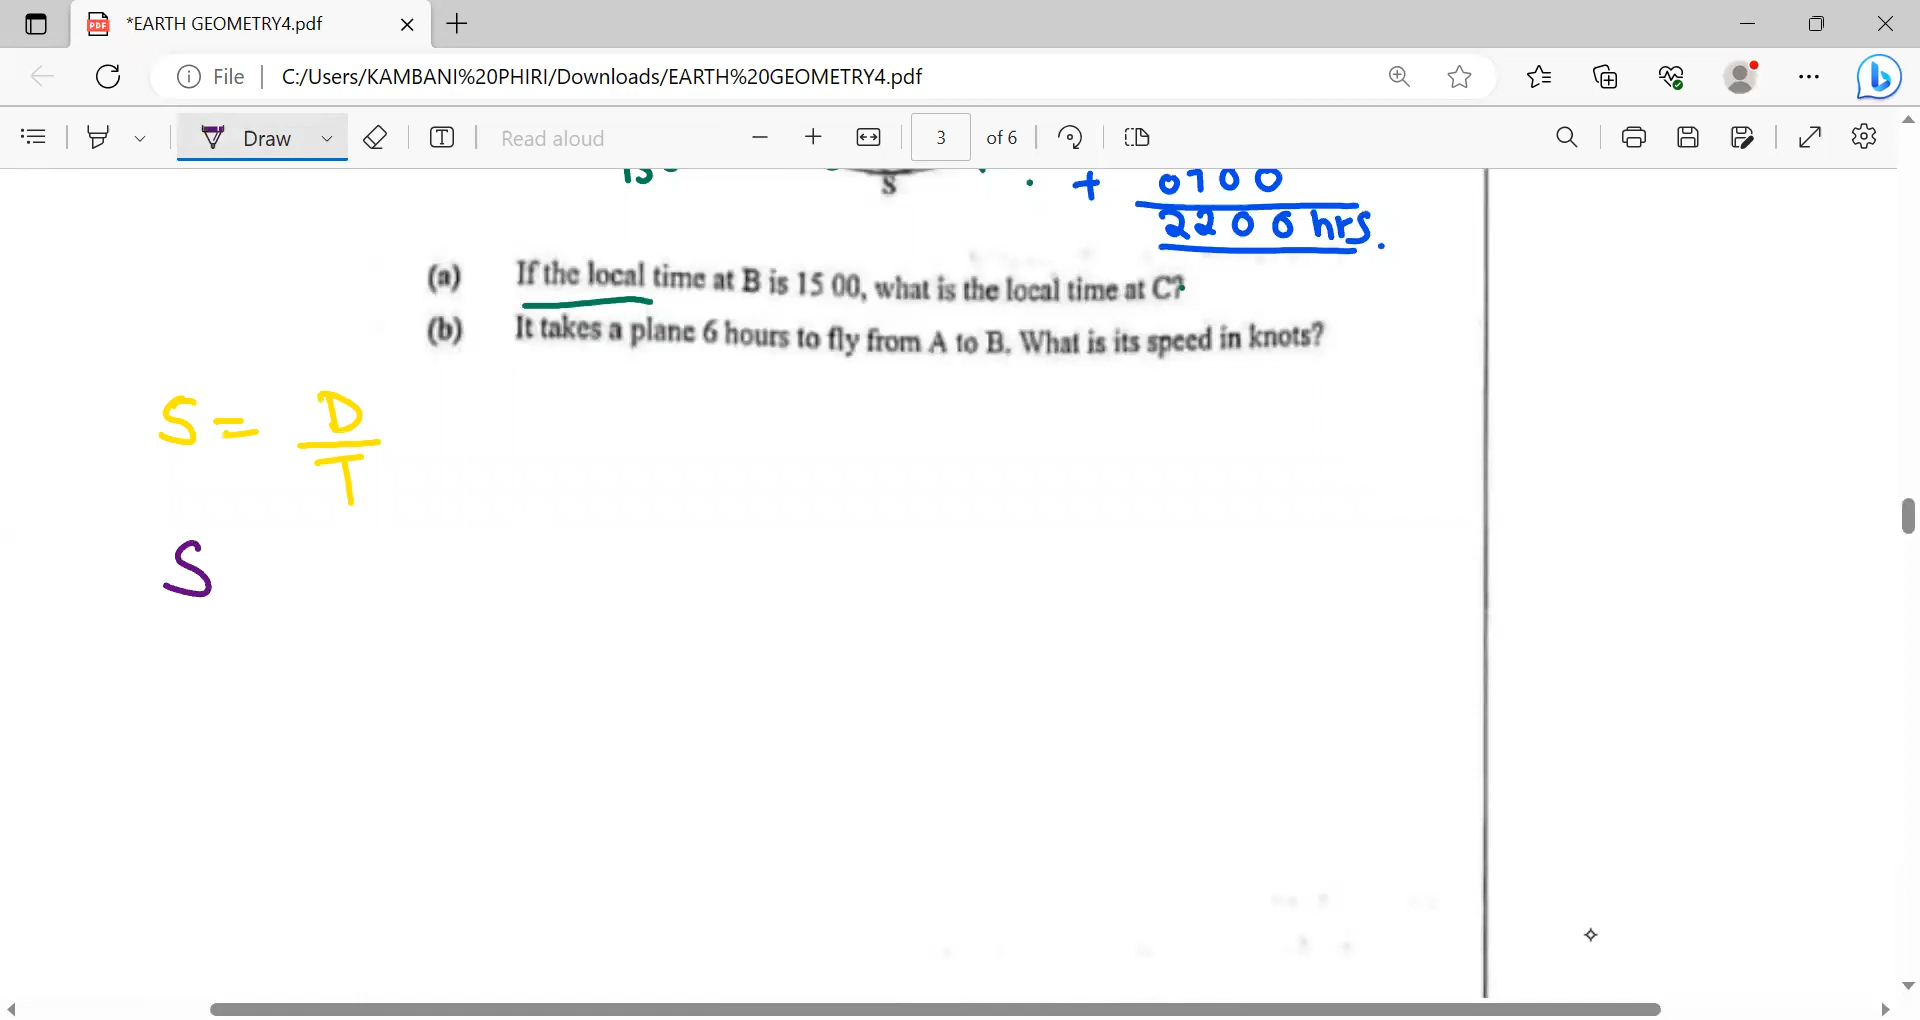 *EARTH GEOMETRY4.pdf
File C:/Users/KAMBANI%20PHIRI/Downloads/EARTH%20GEOMETRY4.pdf
Draw Read aloud 3 of 6
S + 0700
2200 hrs.
(a) If the local time at B is 15 00, what is the local time at C?
(b) It takes a plane 6 hours to fly from A to B. What is its speed in knots?
S = D
T
S